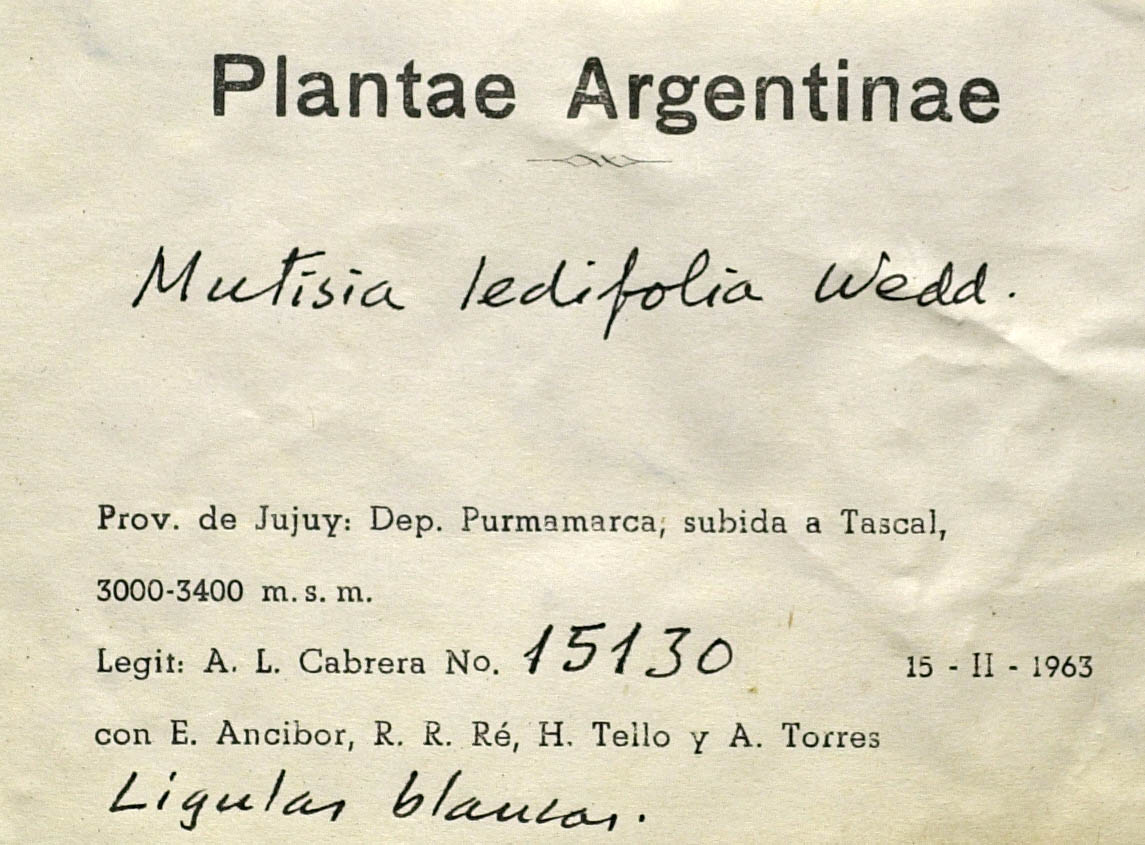 Plantae Argentinae
Mutisia ledifolia Wedd.
Prov. de Jujuy: Dep. Purmamarca, subida a Tascal,
3000-3400 m. s. m.
Legit: A. L. Cabrera No. 15130 15 - II - 1963
con E. Ancibor, R. R. Ré, H. Tello y A. Torres
Ligulas blancas.